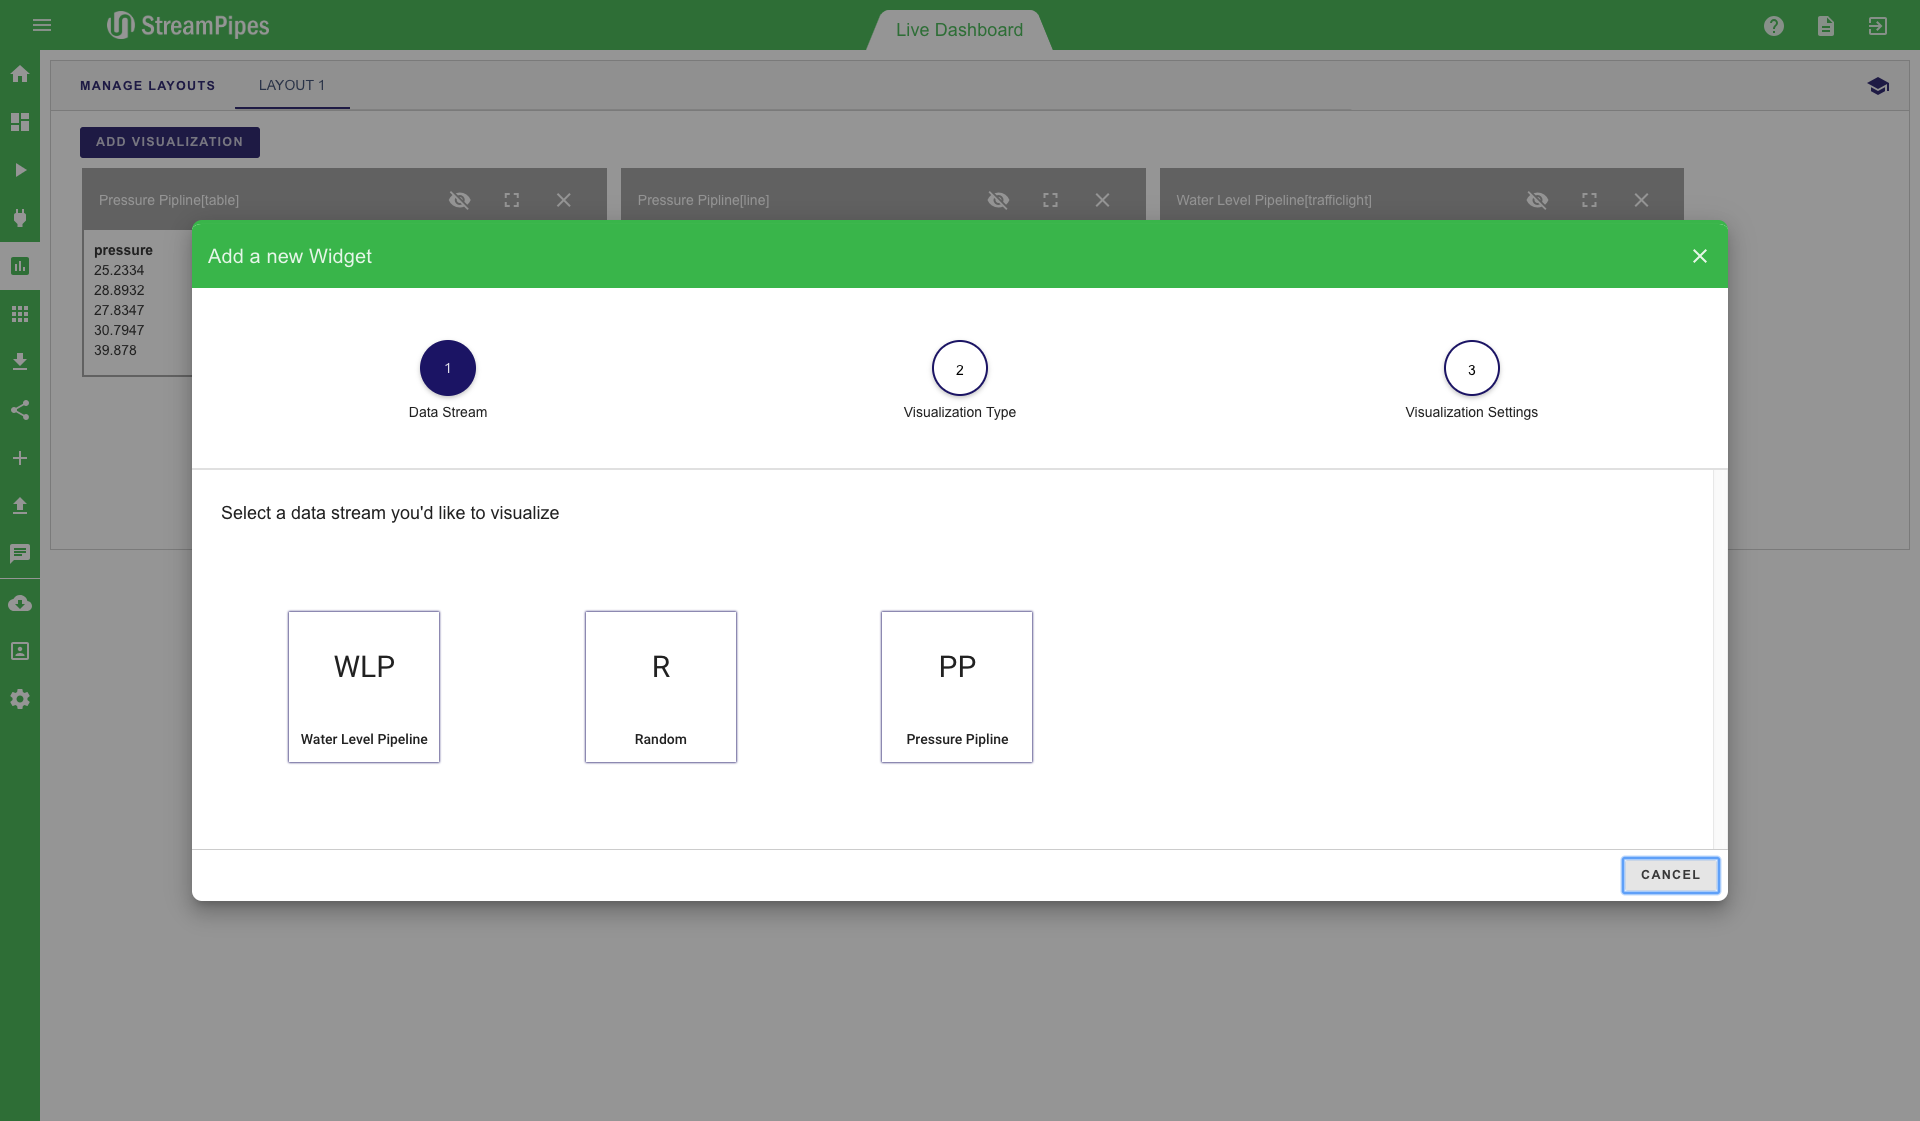 StreamPipes
Live Dashboard
MANAGE LAYOUTS
LAYOUT 1
ADD VISUALIZATION
Pressure Pipline[table]
Pressure Pipline[line]
Water Level Pipeline[trafficlight]
pressure
25.2334
28.8932
27.8347
30.7947
39.878
Add a new Widget
1
Data Stream
2
Visualization Type
3
Visualization Settings
Select a data stream you'd like to visualize
WLP
Water Level Pipeline
R
Random
PP
Pressure Pipline
CANCEL